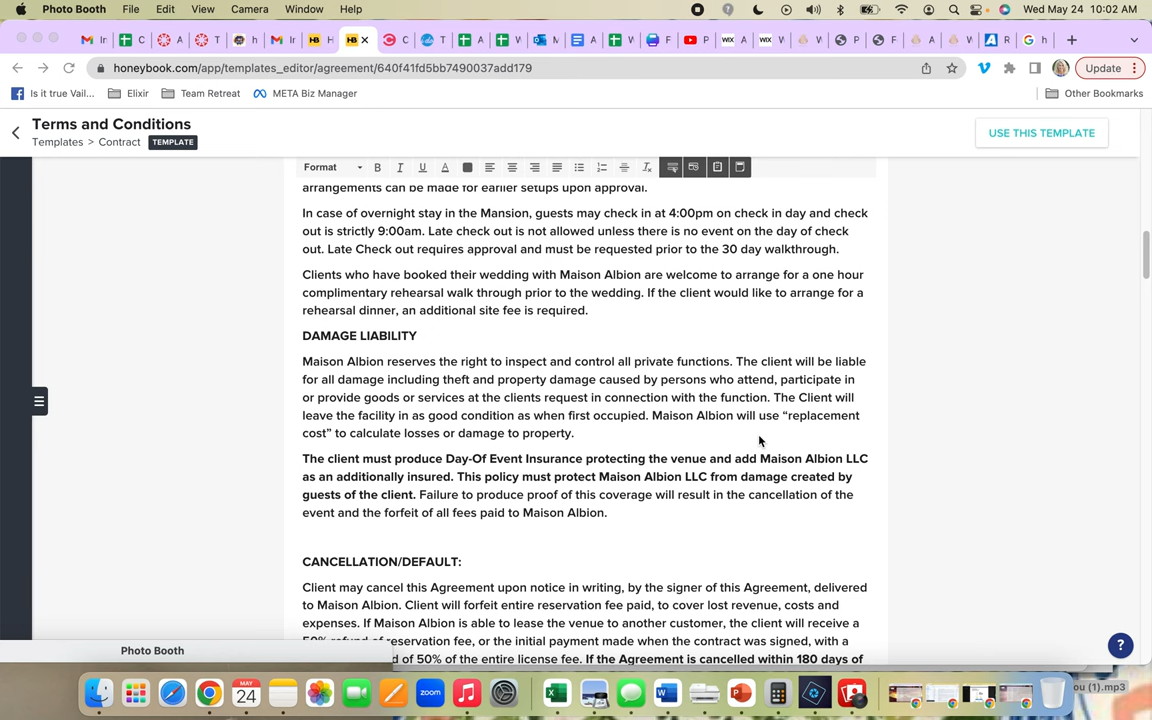 Photo Booth File Edit View Camera Window Help Wed May 24 10:02 AM
honeybook.com/app/templates_editor/agreement/640f41fd5bb7490037add179 Update
Is it true Vail... Elixir Team Retreat META Biz Manager Other Bookmarks
Terms and Conditions
Templates > Contract TEMPLATE
USE THIS TEMPLATE
Format B I U A
arrangements can be made for earlier setups upon approval.
In case of overnight stay in the Mansion, guests may check in at 4:00pm on check in day and check
out is strictly 9:00am. Late check out is not allowed unless there is no event on the day of check
out. Late Check out requires approval and must be requested prior to the 30 day walkthrough.
Clients who have booked their wedding with Maison Albion are welcome to arrange for a one hour
complimentary rehearsal walk through prior to the wedding. If the client would like to arrange for a
rehearsal dinner, an additional site fee is required.
DAMAGE LIABILITY
Maison Albion reserves the right to inspect and control all private functions. The client will be liable
for all damage including theft and property damage caused by persons who attend, participate in
or provide goods or services at the clients request in connection with the function. The Client will
leave the facility in as good condition as when first occupied. Maison Albion will use “replacement
cost” to calculate losses or damage to property.
The client must produce Day-Of Event Insurance protecting the venue and add Maison Albion LLC
as an additionally insured. This policy must protect Maison Albion LLC from damage created by
guests of the client. Failure to produce proof of this coverage will result in the cancellation of the
event and the forfeit of all fees paid to Maison Albion.
CANCELLATION/DEFAULT:
Client may cancel this Agreement upon notice in writing, by the signer of this Agreement, delivered
to Maison Albion. Client will forfeit entire reservation fee paid, to cover lost revenue, costs and
expenses. If Maison Albion is able to lease the venue to another customer, the client will receive a
50% refund of reservation fee, or the initial payment made when the contract was signed, with a
d of 50% of the entire license fee. If the Agreement is cancelled within 180 days of
Photo Booth
MAY
24
zoom
ou (1).mp3